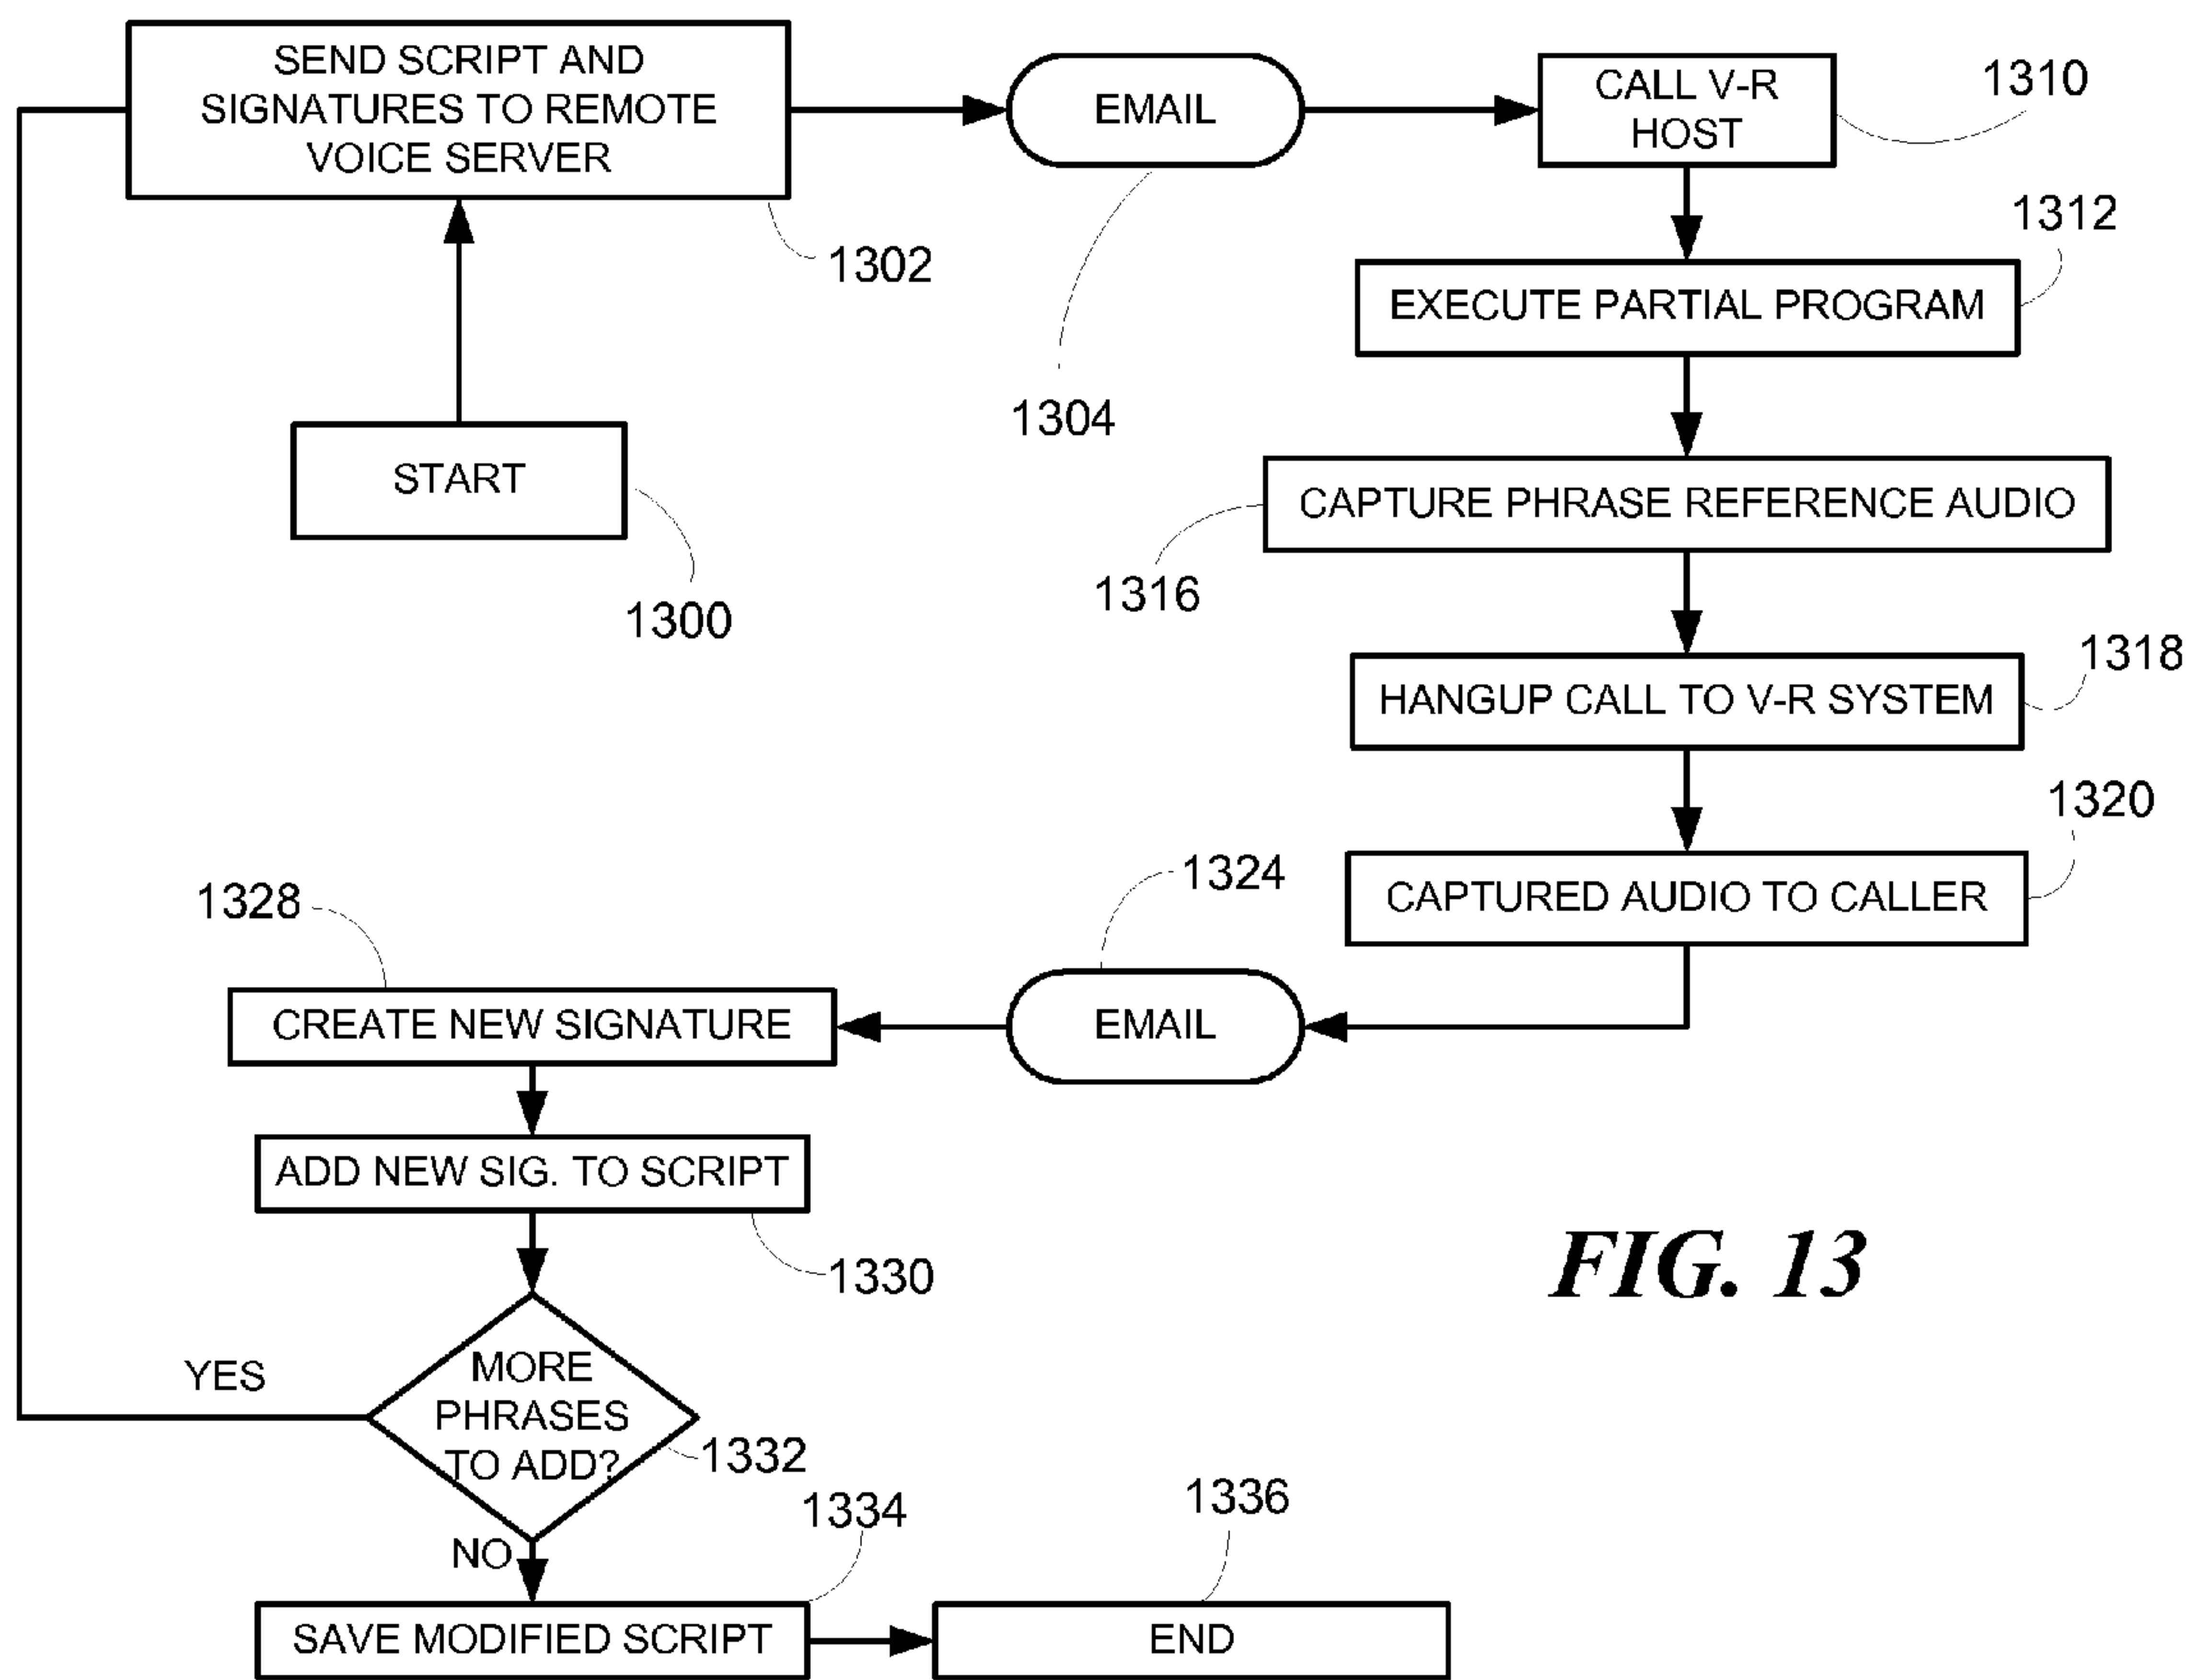 SEND SCRIPT AND
SIGNATURES TO REMOTE
VOICE SERVER
1302
EMAIL
1304
CALL V-R
HOST
1310
EXECUTE PARTIAL PROGRAM
1312
START
1300
CAPTURE PHRASE REFERENCE AUDIO
1316
HANGUP CALL TO V-R SYSTEM
1318
CAPTURED AUDIO TO CALLER
1320
EMAIL
1324
CREATE NEW SIGNATURE
1328
ADD NEW SIG. TO SCRIPT
1330
MORE
PHRASES
TO ADD?
1332
YES
NO
SAVE MODIFIED SCRIPT
1334
END
1336
FIG. 13